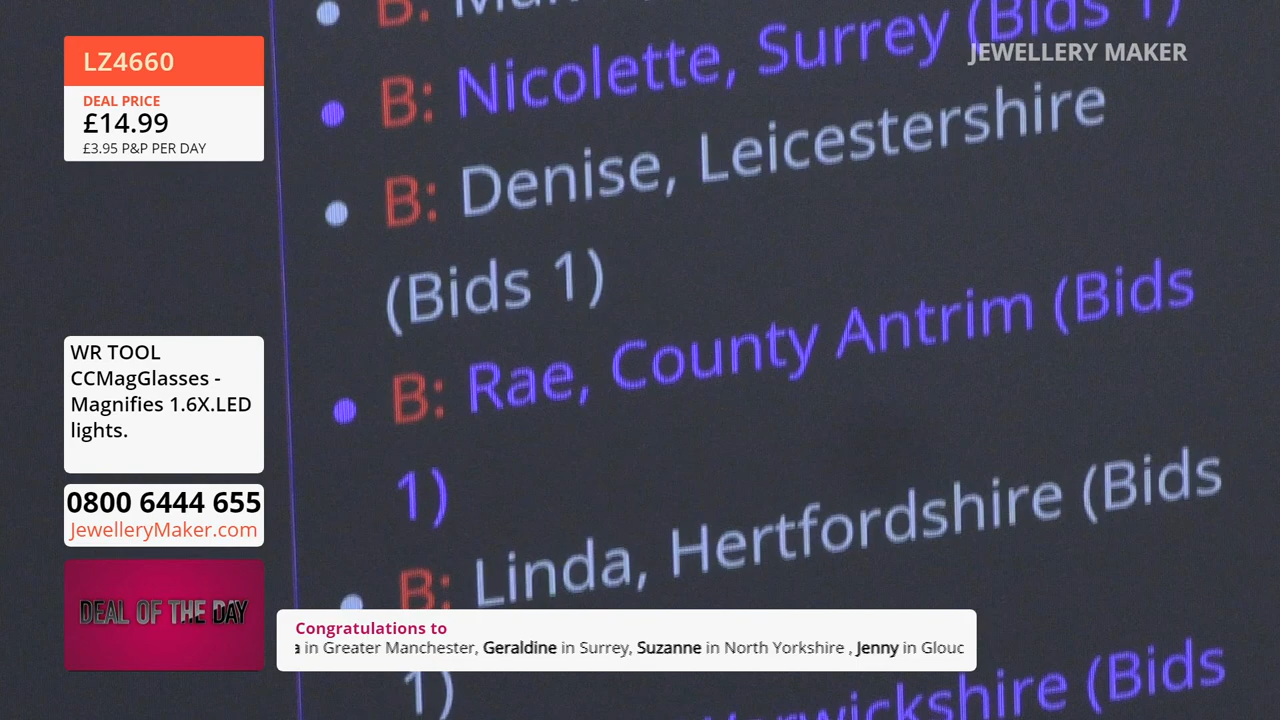 LZ4660
DEAL PRICE
£14.99
£3.95 P&P PER DAY
WR TOOL
CCMagGlasses -
Magnifies 1.6X.LED
lights.
0800 6444 655
JewelleryMaker.com
DEAL OF THE DAY
JEWELLERY MAKER
B:
B: Nicolette, Surrey (Bids 1)
B: Denise, Leicestershire
(Bids 1)
B: Rae, County Antrim (Bids
1)
B: Linda, Hertfordshire (Bids
1)
(Bids
Congratulations to
in Greater Manchester, Geraldine in Surrey, Suzanne in North Yorkshire , Jenny in Glouc